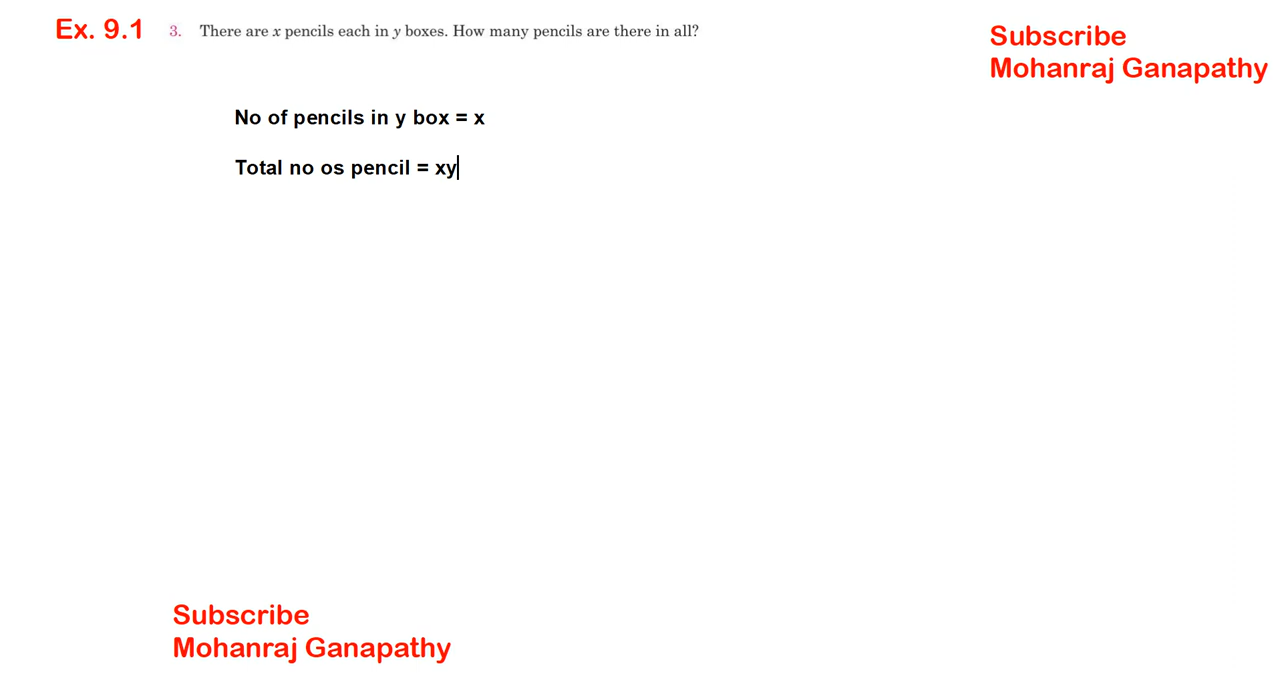 Ex. 9.1 3. There are x pencils each in y boxes. How many pencils are there in all?
Subscribe
Mohanraj Ganapathy
No of pencils in y box = x
Total no os pencil = xy
Subscribe
Mohanraj Ganapathy